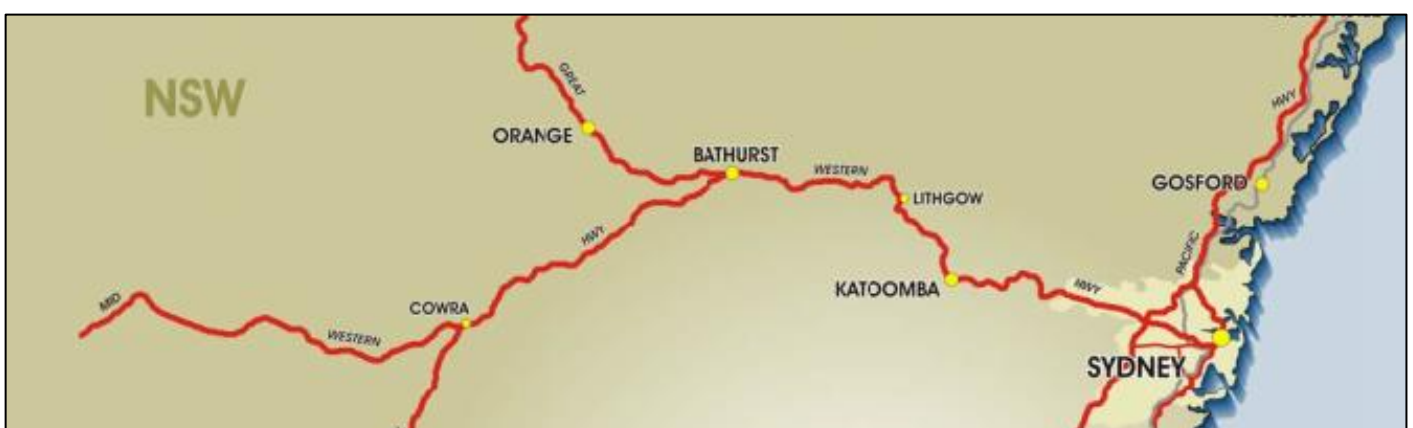 NSW
GREAT
ORANGE
BATHURST
WESTERN
HWY
GOSFORD
LITHGOW
HWY
PACIFIC
KATOOMBA
HWY
MID
COWRA
WESTERN
SYDNEY